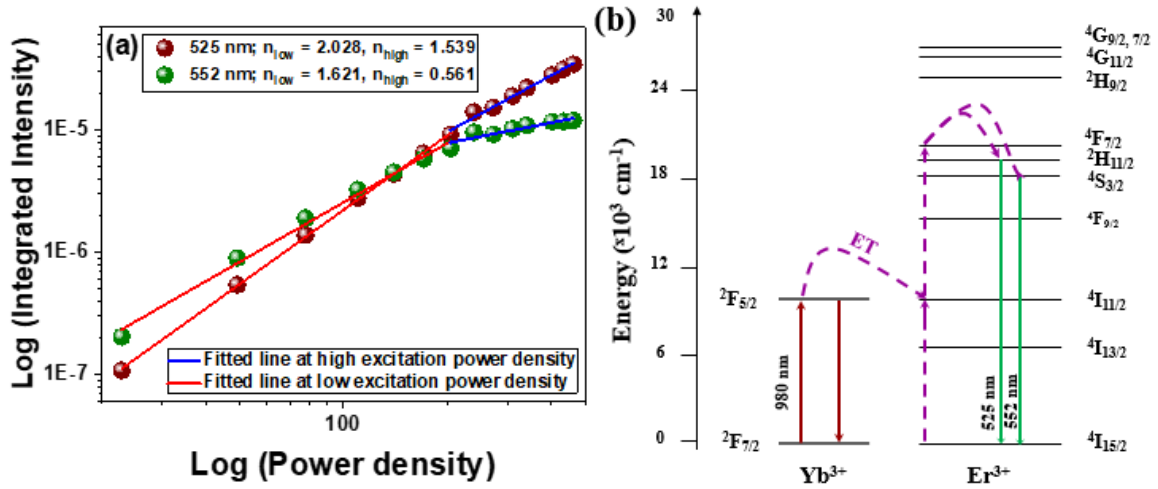 (a)
525 nm; n_low = 2.028, n_high = 1.539
552 nm; n_low = 1.621, n_high = 0.561
Log (Integrated Intensity)
1E-5
1E-6
1E-7
Fitted line at high excitation power density
Fitted line at low excitation power density
100
Log (Power density)
(b)
Energy (ˣ10³ cm⁻¹)
30
24
18
12
6
0
⁴G₉/₂, ₇/₂
⁴G₁₁/₂
²H₉/₂
⁴F₇/₂
²H₁₁/₂
⁴S₃/₂
⁴F₉/₂
ET
²F₅/₂
⁴I₁₁/₂
⁴I₁₃/₂
980 nm
525 nm
552 nm
²F₇/₂
⁴I₁₅/₂
Yb³⁺
Er³⁺